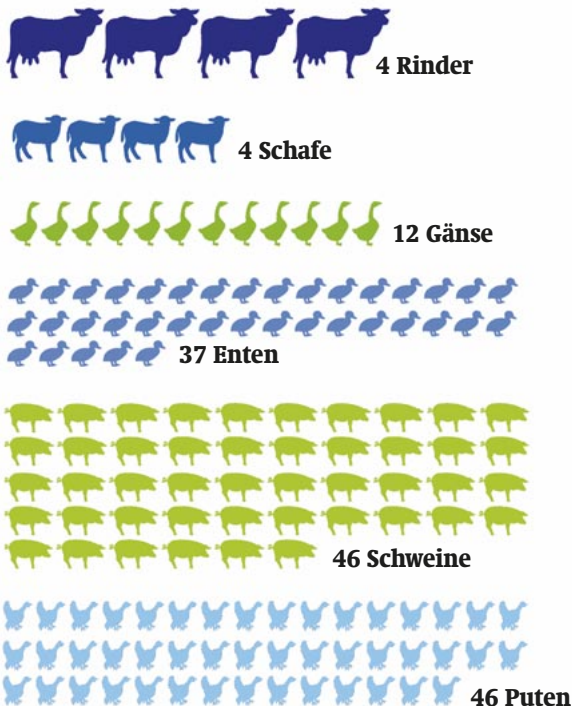 4 Rinder
4 Schafe
12 Gänse
37 Enten
46 Schweine
46 Puten